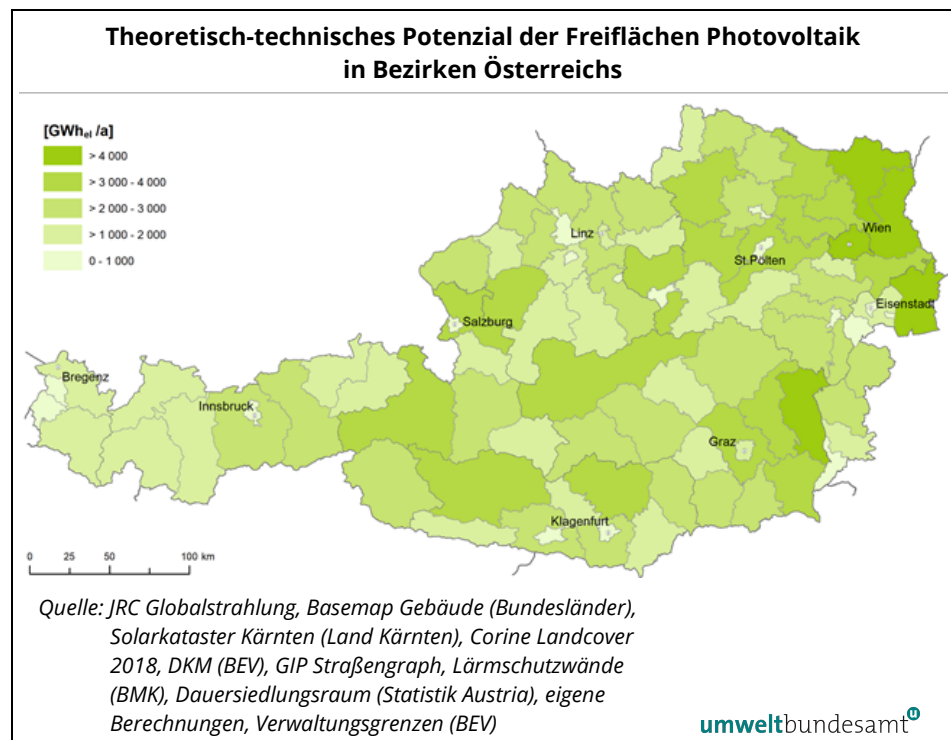 Theoretisch-technisches Potenzial der Freiflächen Photovoltaik
in Bezirken Österreichs
[GWhel /a]
> 4 000
> 3 000 - 4 000
> 2 000 - 3 000
> 1 000 - 2 000
0 - 1 000
Linz
Wien
St.Pölten
Eisenstadt
Salzburg
Bregenz
Innsbruck
Graz
Klagenfurt
0 25 50 100 km
Quelle: JRC Globalstrahlung, Basemap Gebäude (Bundesländer),
Solarkataster Kärnten (Land Kärnten), Corine Landcover
2018, DKM (BEV), GIP Straßengraph, Lärmschutzwände
(BMK), Dauersiedlungsraum (Statistik Austria), eigene
Berechnungen, Verwaltungsgrenzen (BEV)
umweltbundesamt u